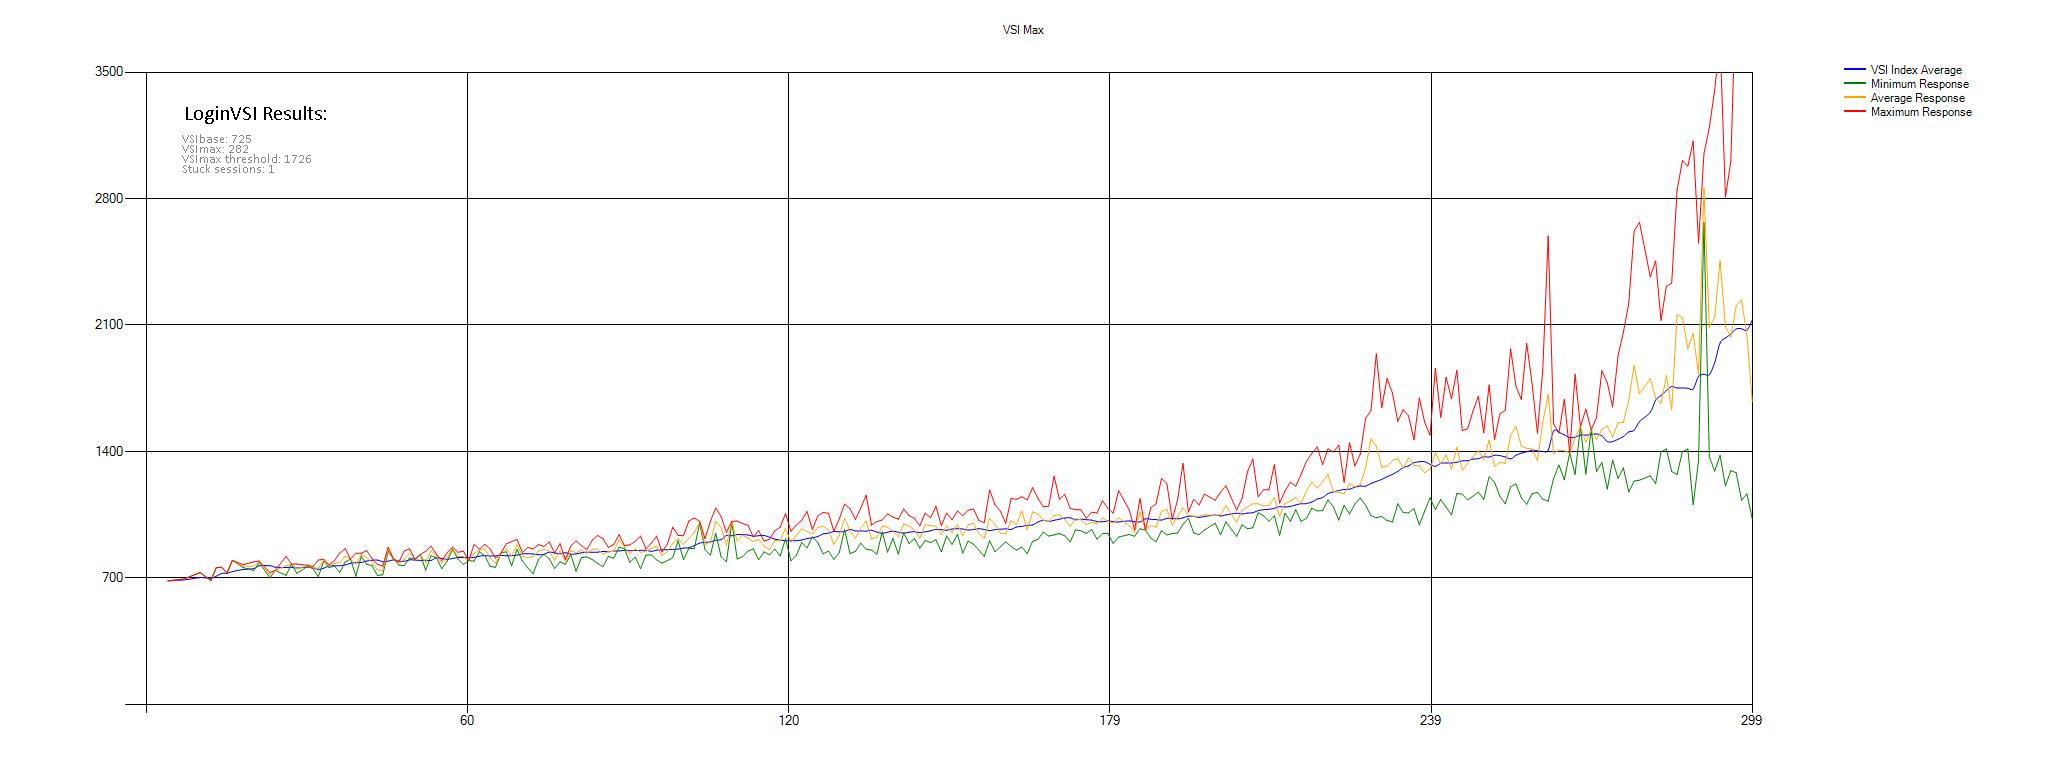 VSI Max
3500
2800
2100
1400
700
LoginVSI Results:
VSIbase: 725
VSImax: 282
VSImax threshold: 1726
Stuck sessions: 1
VSI Index Average
Minimum Response
Average Response
Maximum Response
60
120
179
239
299